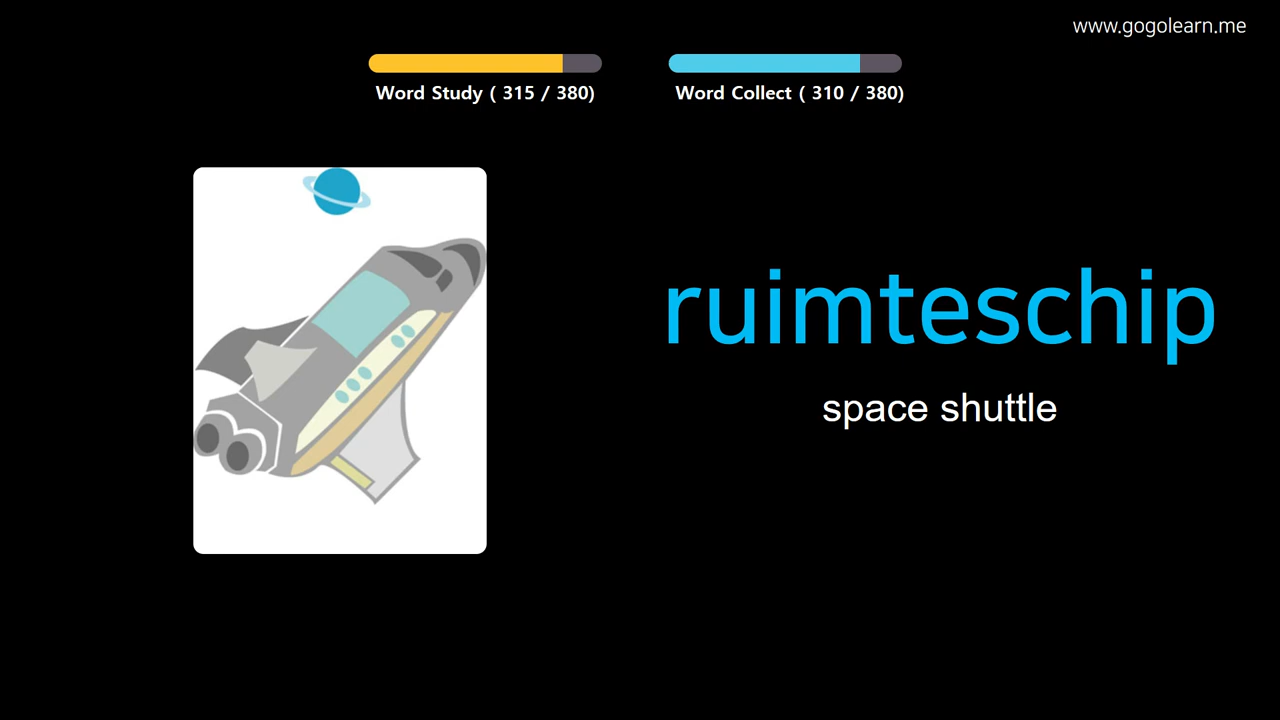 www.gogolearn.me
Word Study ( 315 / 380)
Word Collect ( 310 / 380)
ruimteschip
space shuttle